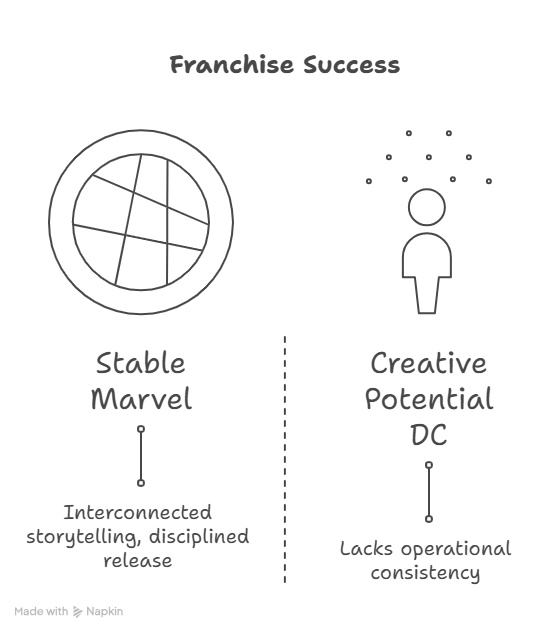 Franchise Success
Stable
Marvel
Interconnected
storytelling, disciplined
release
Creative
Potential
DC
Lacks operational
consistency
Made with Napkin